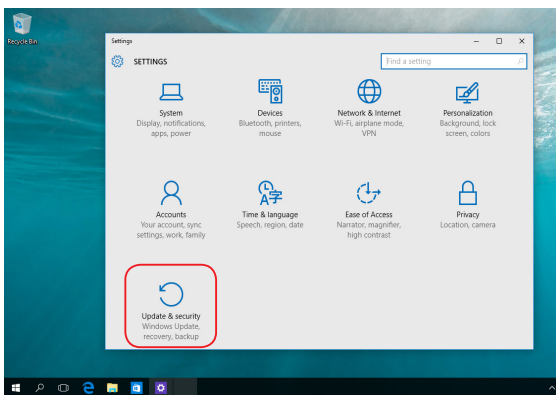 Recycle Bin
Settings
SETTINGS
Find a setting
System
Display, notifications,
apps, power
Devices
Bluetooth, printers,
mouse
Network & Internet
Wi-Fi, airplane mode,
VPN
Personalization
Background, lock
screen, colors
Accounts
Your account, sync
settings, work, family
Time & language
Speech, region, date
Ease of Access
Narrator, magnifier,
high contrast
Privacy
Location, camera
Update & security
Windows Update,
recovery, backup